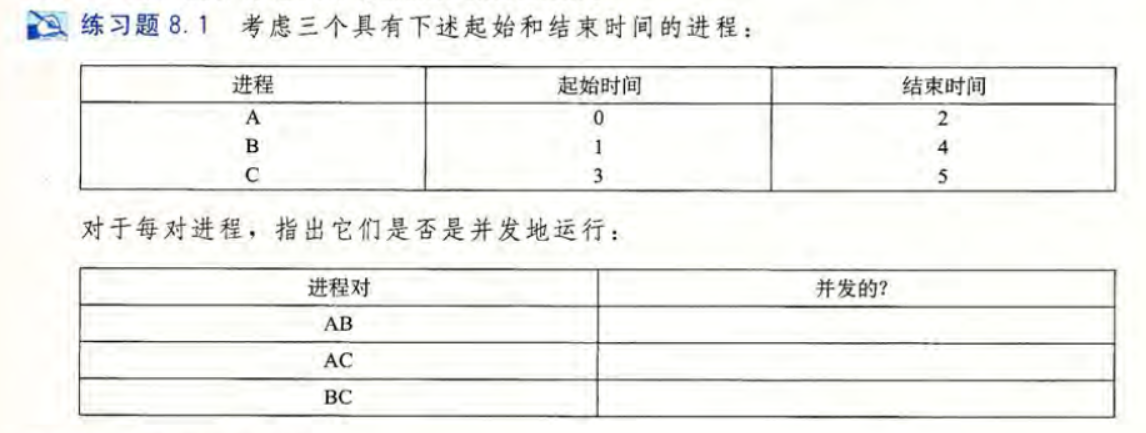 练习题 8.1 考虑三个具有下述起始和结束时间的进程：
进程 起始时间 结束时间
A 0 2
B 1 4
C 3 5
对于每对进程，指出它们是否是并发地运行：
进程对 并发的?
AB
AC
BC